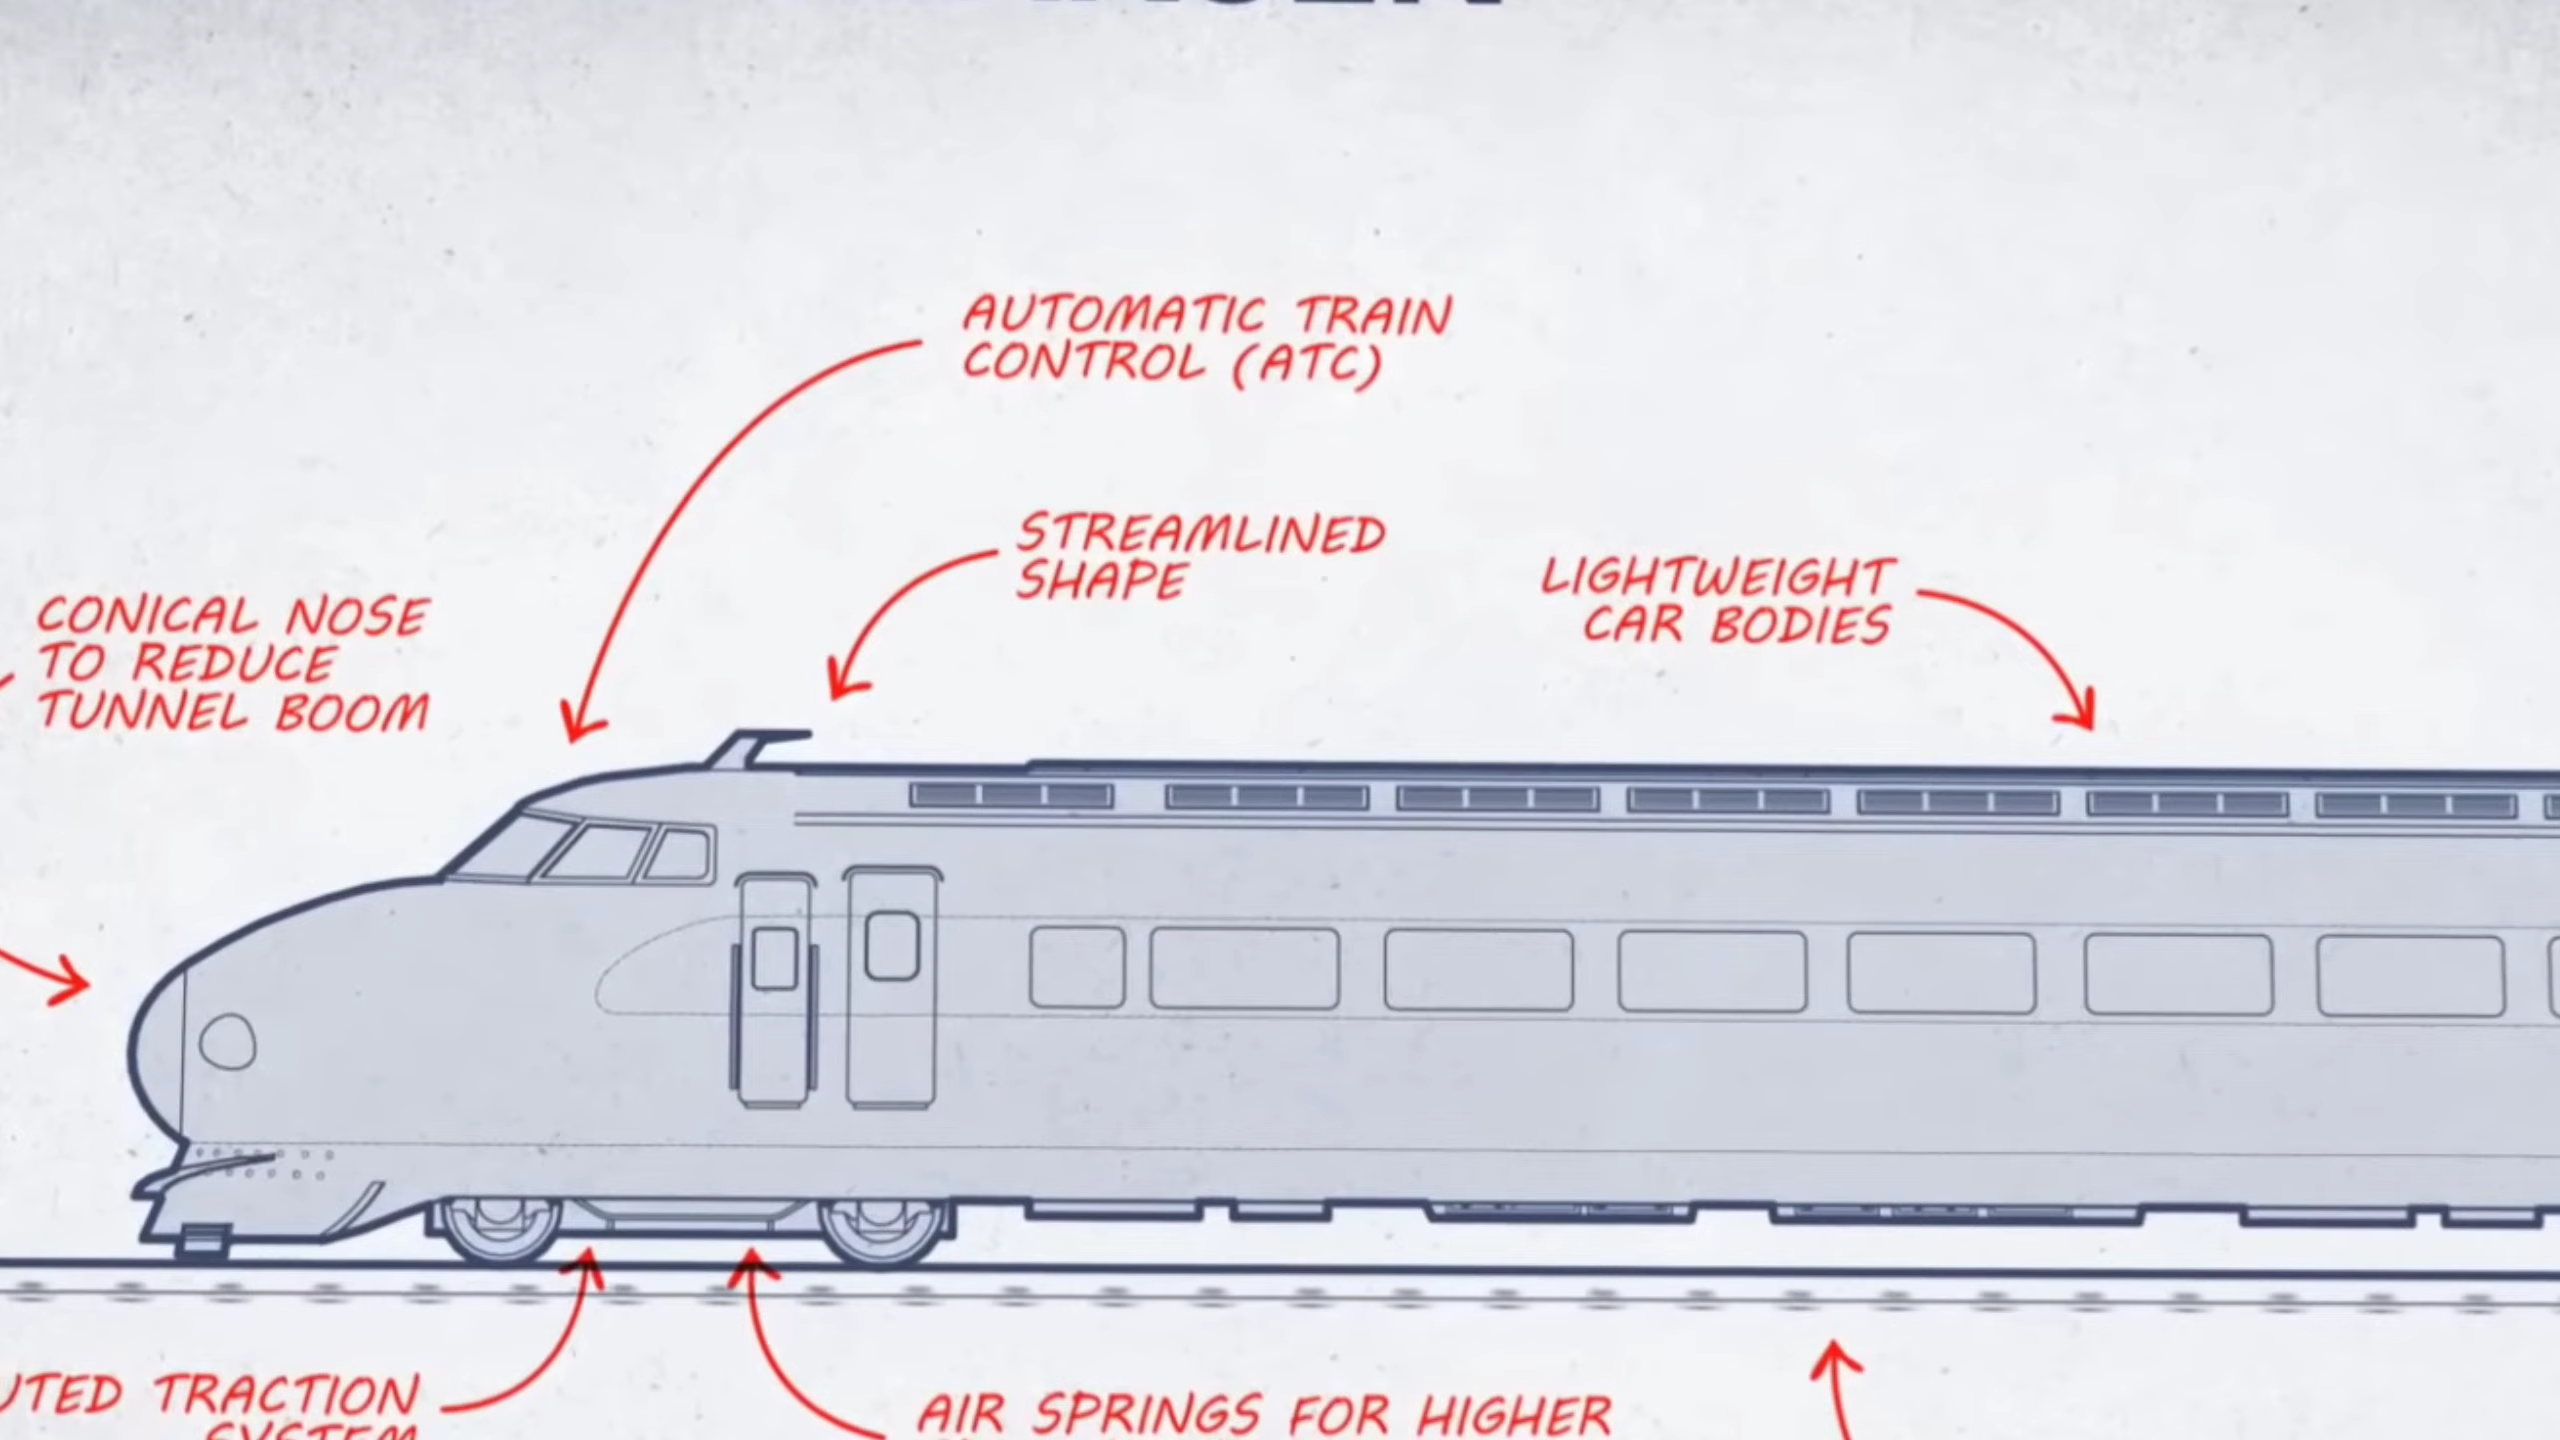 AUTOMATIC TRAIN
CONTROL (ATC)
STREAMLINED
SHAPE
LIGHTWEIGHT
CAR BODIES
CONICAL NOSE
TO REDUCE
TUNNEL BOOM
TRACTION
SYSTEM
AIR SPRINGS FOR HIGHER